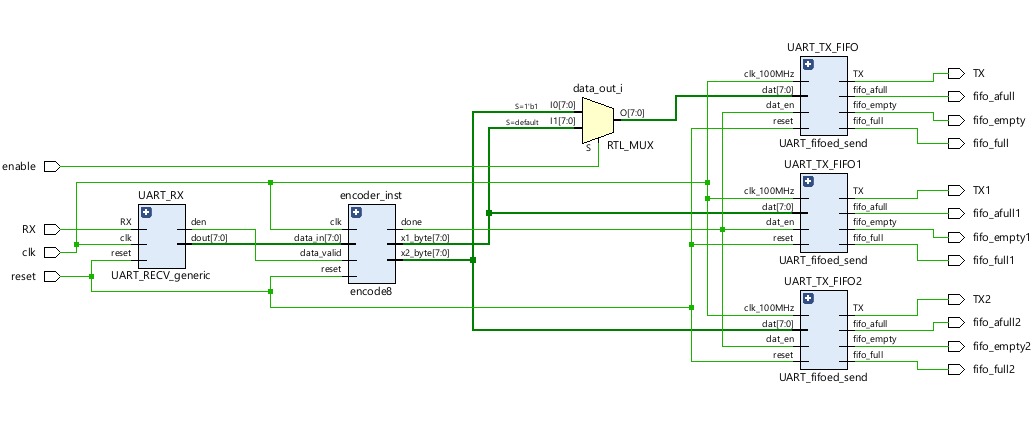 UART_TX_FIFO
clk_100MHz TX
dat[7:0] fifo_afull
dat_en fifo_empty
reset fifo_full
UART_fifoed_send
TX
fifo_afull
fifo_empty
fifo_full
data_out_i
S=1'b1 I0[7:0]
S=default I1[7:0]
O[7:0]
S
RTL_MUX
enable
RX
clk
reset
UART_RX
RX den
clk dout[7:0]
reset
UART_RECV_generic
encoder_inst
clk done
data_in[7:0] x1_byte[7:0]
data_valid x2_byte[7:0]
reset
encode8
UART_TX_FIFO1
clk_100MHz TX
dat[7:0] fifo_afull
dat_en fifo_empty
reset fifo_full
UART_fifoed_send
TX1
fifo_afull1
fifo_empty1
fifo_full1
UART_TX_FIFO2
clk_100MHz TX
dat[7:0] fifo_afull
dat_en fifo_empty
reset fifo_full
UART_fifoed_send
TX2
fifo_afull2
fifo_empty2
fifo_full2